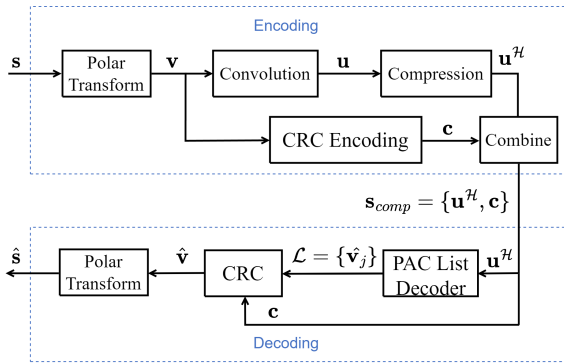 Encoding
s
Polar
Transform
v
Convolution
u
Compression
u^ℋ
CRC Encoding
c
Combine
s_comp = {u^ℋ, c}
ŝ
Polar
Transform
v̂
CRC
ℒ = {v̂_j}
PAC List
Decoder
u^ℋ
c
Decoding